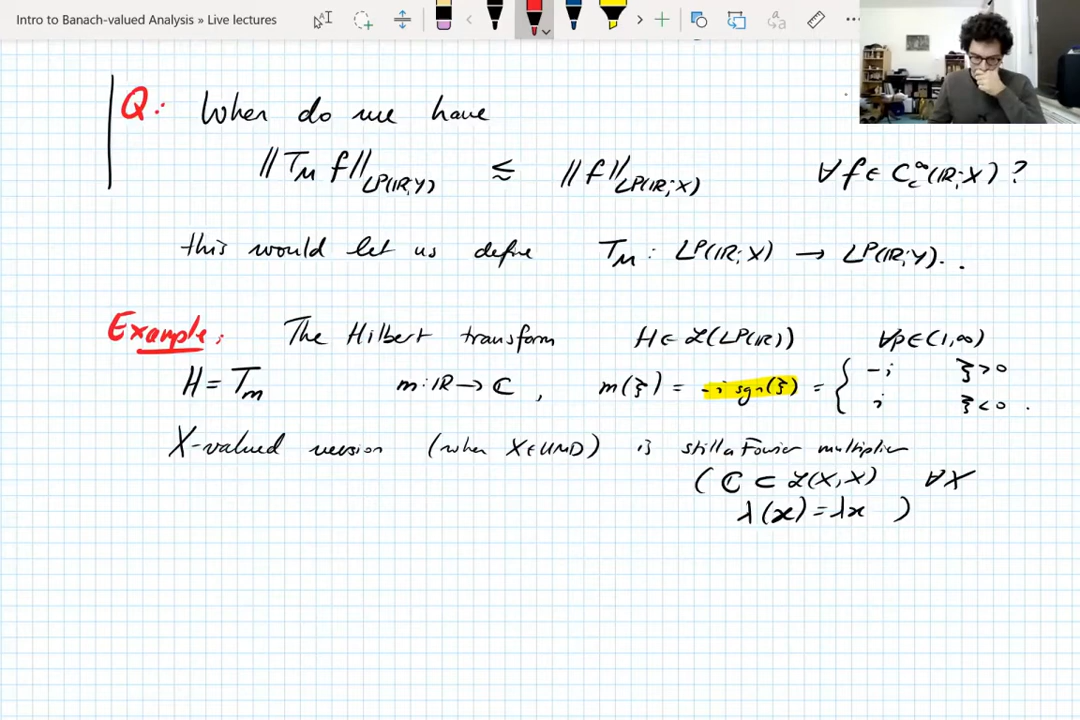 Intro to Banach-valued Analysis » Live lectures
Q: When do we have
‖T_m f‖_{L^p(ℝ;Y)} ≲ ‖f‖_{L^p(ℝ;X)} ∀f ∈ C_c^∞(ℝ;X)?
this would let us define T_m : L^p(ℝ;X) → L^p(ℝ;Y).
Example: The Hilbert transform H ∈ ℒ(L^p(ℝ)) ∀p∈(1,∞)
H = T_m m: ℝ → ℂ, m(ξ) = -i sgn(ξ) = { -i ξ>0
i ξ<0 .
X-valued version (when X∈UMD) is still a Fourier multiplier
(ℂ ⊂ ℒ(X,X) ∀X
λ(x) = λx )